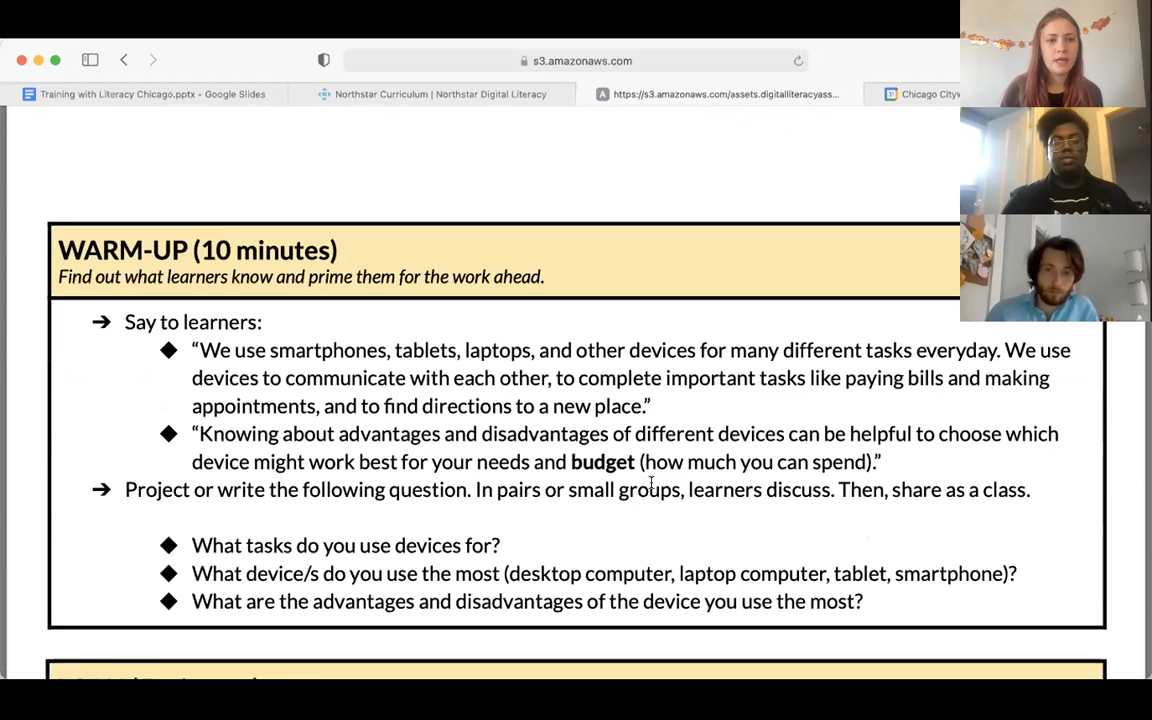 s3.amazonaws.com
Training with Literacy Chicago.pptx - Google Slides
Northstar Curriculum | Northstar Digital Literacy
A https://s3.amazonaws.com/assets.digitalliteracyass...
Chicago Cityw
WARM-UP (10 minutes)
Find out what learners know and prime them for the work ahead.
➔ Say to learners:
◆ “We use smartphones, tablets, laptops, and other devices for many different tasks everyday. We use
devices to communicate with each other, to complete important tasks like paying bills and making
appointments, and to find directions to a new place.”
◆ “Knowing about advantages and disadvantages of different devices can be helpful to choose which
device might work best for your needs and budget (how much you can spend).”
➔ Project or write the following question. In pairs or small groups, learners discuss. Then, share as a class.
◆ What tasks do you use devices for?
◆ What device/s do you use the most (desktop computer, laptop computer, tablet, smartphone)?
◆ What are the advantages and disadvantages of the device you use the most?